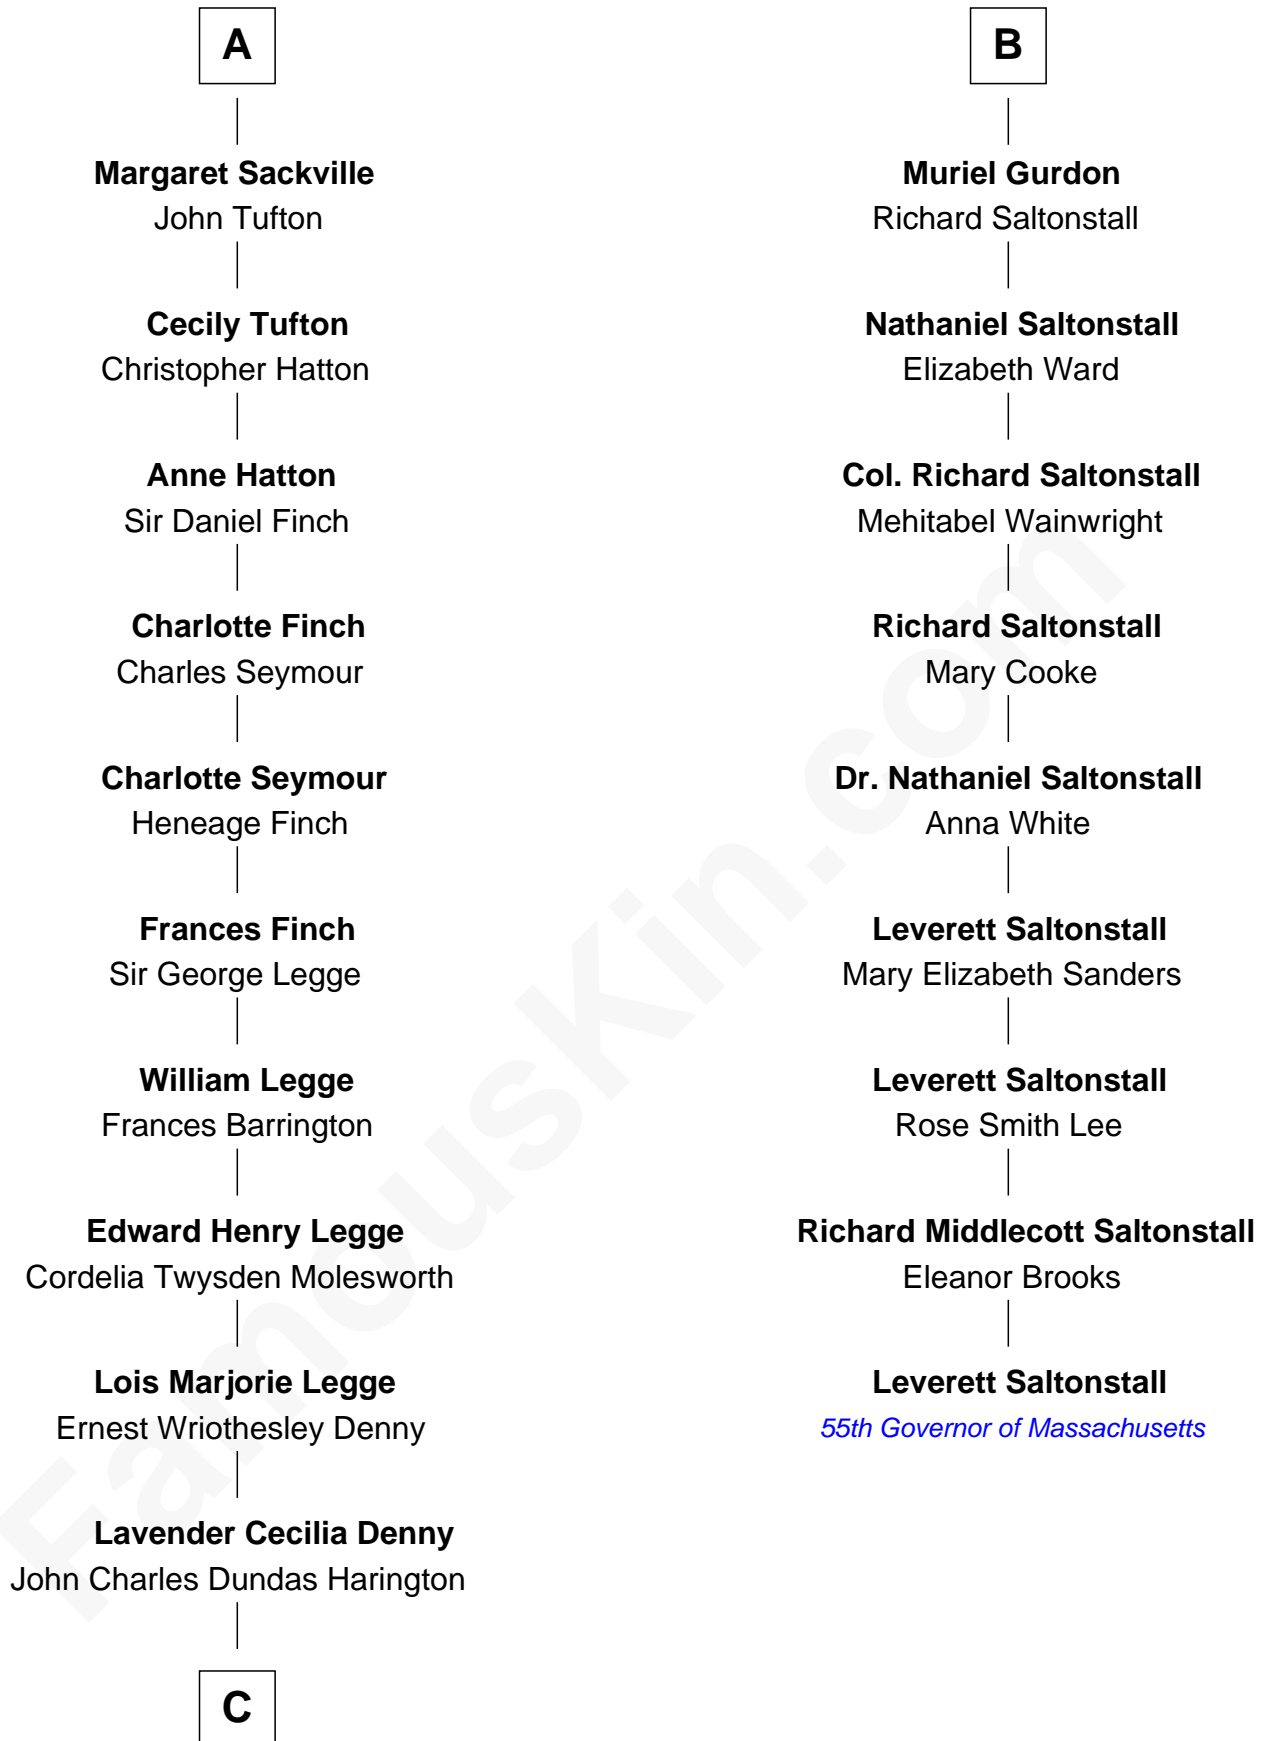 A
Margaret Sackville
John Tufton
Cecily Tufton
Christopher Hatton
Anne Hatton
Sir Daniel Finch
Charlotte Finch
Charles Seymour
Charlotte Seymour
Heneage Finch
Frances Finch
Sir George Legge
William Legge
Frances Barrington
Edward Henry Legge
Cordelia Twysden Molesworth
Lois Marjorie Legge
Ernest Wriothesley Denny
Lavender Cecilia Denny
John Charles Dundas Harington
C
B
Muriel Gurdon
Richard Saltonstall
Nathaniel Saltonstall
Elizabeth Ward
Col. Richard Saltonstall
Mehitabel Wainwright
Richard Saltonstall
Mary Cooke
Dr. Nathaniel Saltonstall
Anna White
Leverett Saltonstall
Mary Elizabeth Sanders
Leverett Saltonstall
Rose Smith Lee
Richard Middlecott Saltonstall
Eleanor Brooks
Leverett Saltonstall
55th Governor of Massachusetts
FamousKin.com